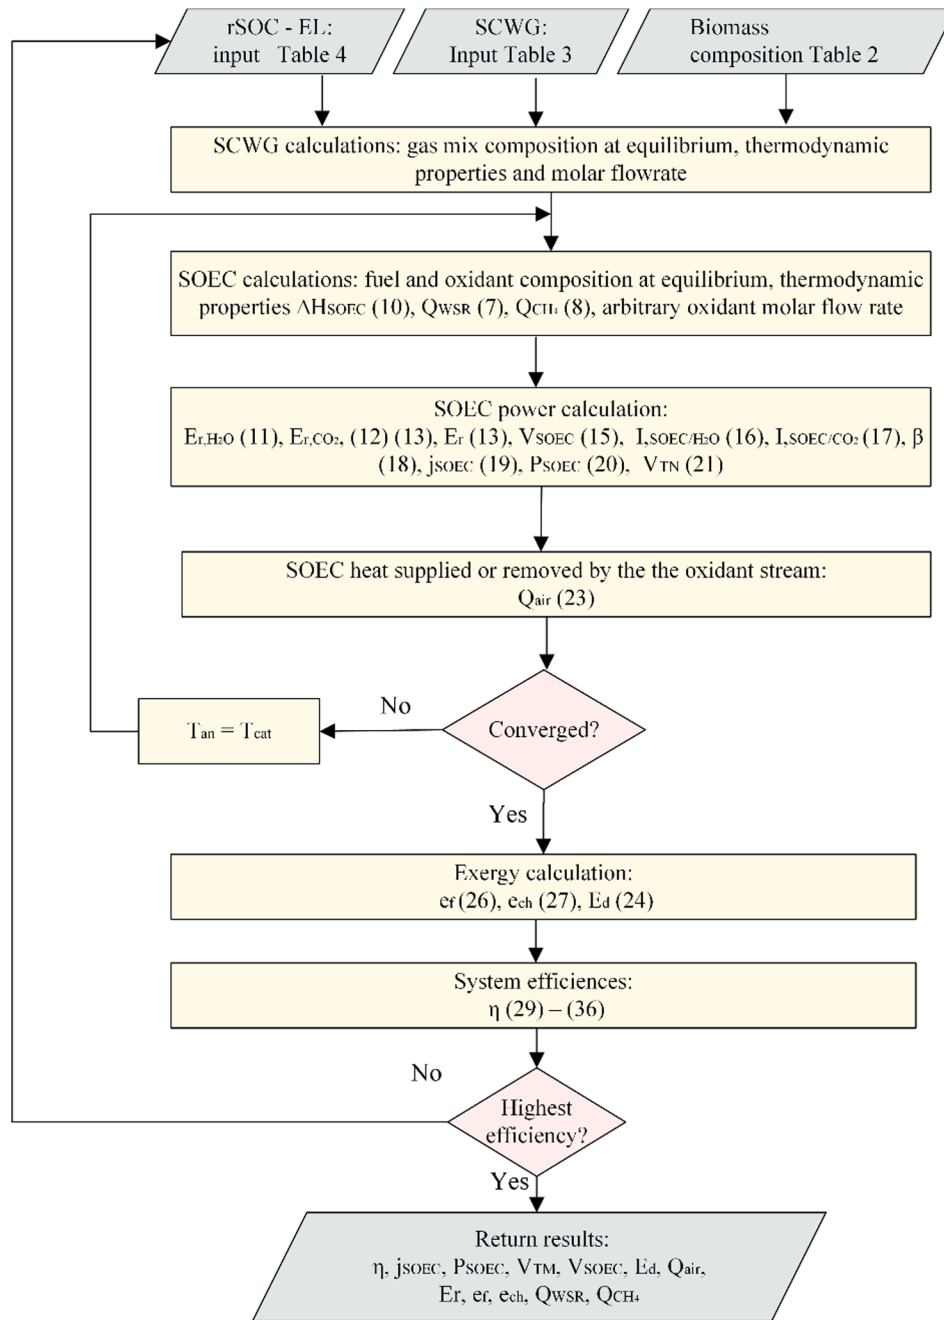 rSOC - EL:
input Table 4
SCWG:
Input Table 3
Biomass
composition Table 2
SCWG calculations: gas mix composition at equilibrium, thermodynamic
properties and molar flowrate
SOEC calculations: fuel and oxidant composition at equilibrium, thermodynamic
properties ΔHSOEC (10), QWSR (7), QCH₄ (8), arbitrary oxidant molar flow rate
SOEC power calculation:
Er,H₂O (11), Er,CO₂, (12) (13), Er (13), VSOEC (15), I,SOEC/H₂O (16), I,SOEC/CO₂ (17), β
(18), jSOEC (19), PSOEC (20), VTN (21)
SOEC heat supplied or removed by the the oxidant stream:
Qair (23)
No
Tan = Tcat
Converged?
Yes
Exergy calculation:
ef (26), ech (27), Ed (24)
System efficiences:
η (29) – (36)
No
Highest
efficiency?
Yes
Return results:
η, jSOEC, PSOEC, VTM, VSOEC, Ed, Qair,
Er, ef, ech, QWSR, QCH₄